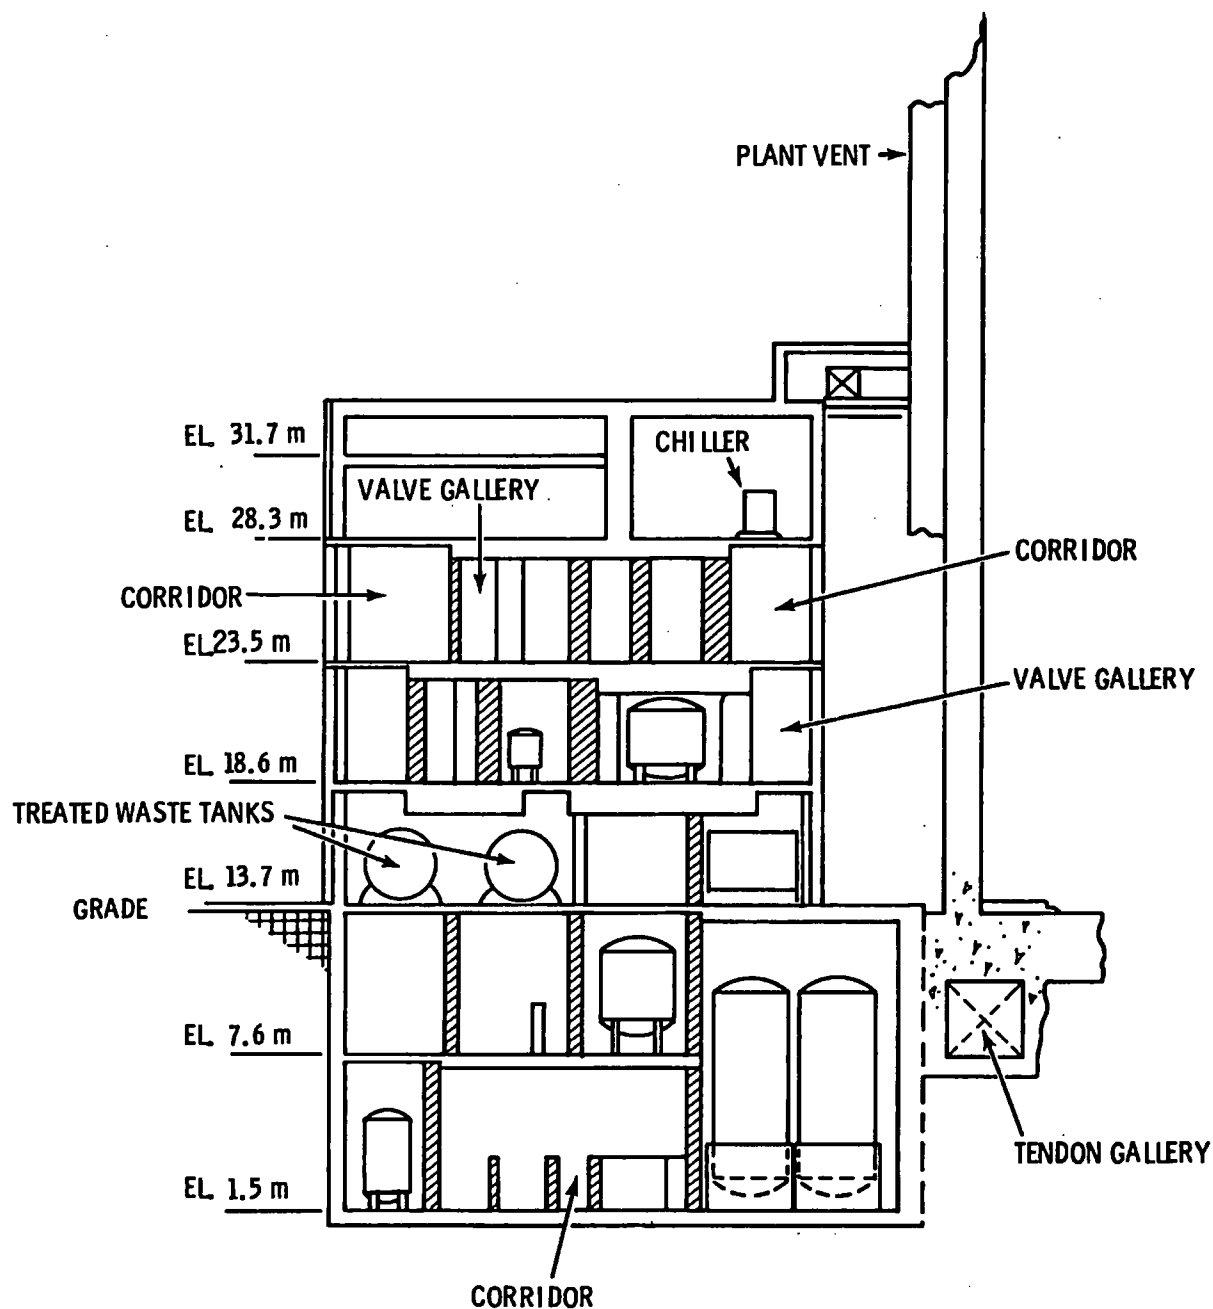 PLANT VENT
EL 31.7 m
CHILLER
VALVE GALLERY
EL 28.3 m
CORRIDOR
CORRIDOR
EL 23.5 m
VALVE GALLERY
EL 18.6 m
TREATED WASTE TANKS
EL 13.7 m
GRADE
EL 7.6 m
TENDON GALLERY
EL 1.5 m
CORRIDOR